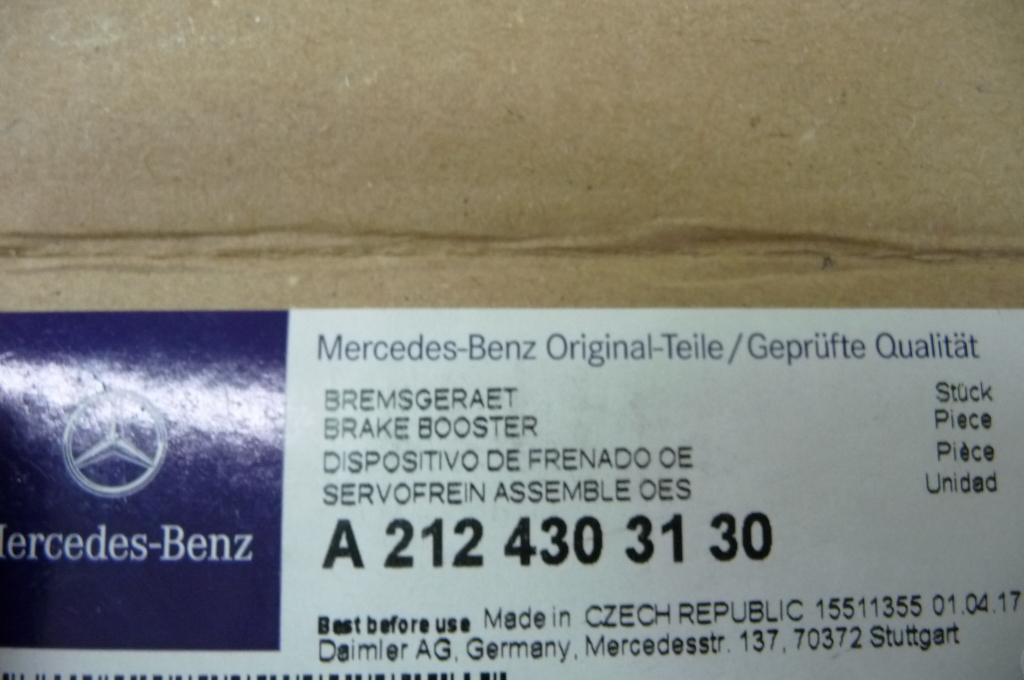 Mercedes-Benz Original-Teile/Geprüfte Qualität
BREMSGERAET Stück
BRAKE BOOSTER Piece
DISPOSITIVO DE FRENADO OE Pièce
SERVOFREIN ASSEMBLE OES Unidad
A 212 430 31 30
Mercedes-Benz
Best before use Made in CZECH REPUBLIC 15511355 01.04.17
Daimler AG, Germany, Mercedesstr. 137, 70372 Stuttgart